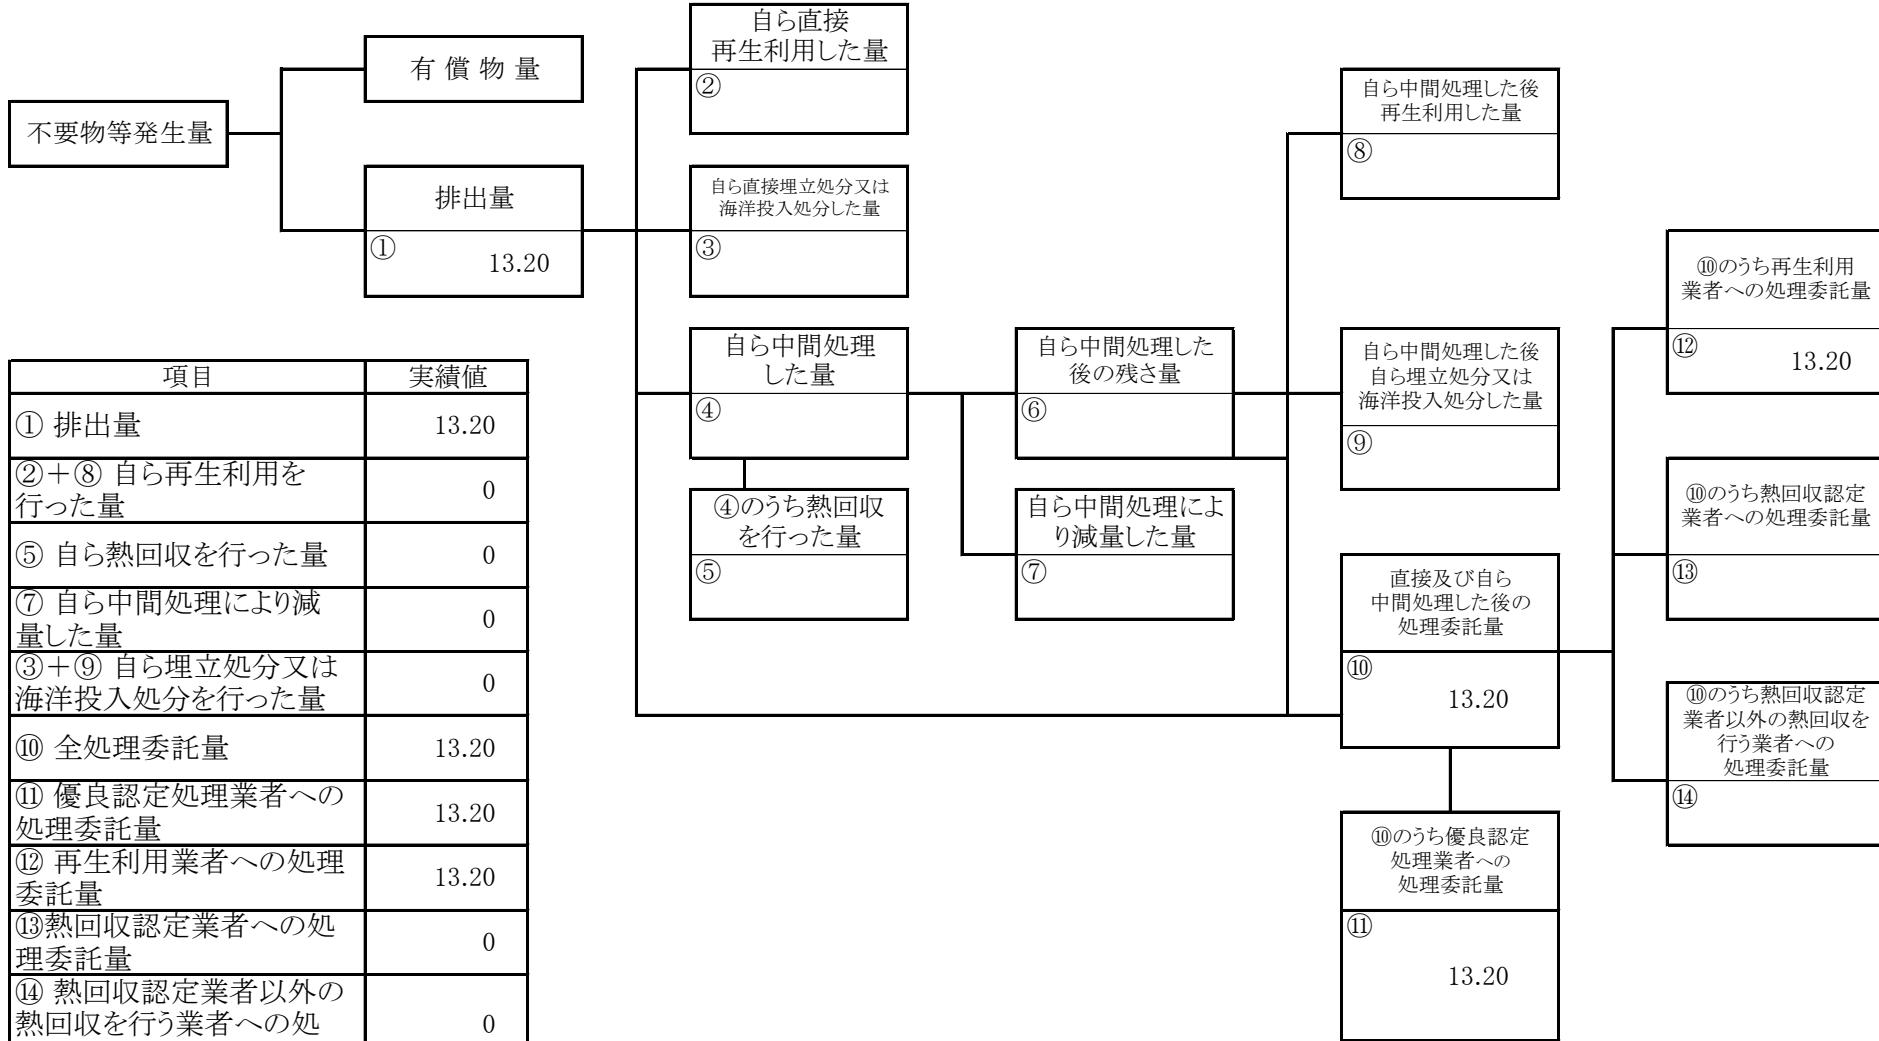 不要物等発生量
有償物量
排出量
①
13.20
自ら直接
再生利用した量
②
自ら直接埋立処分又は
海洋投入処分した量
③
自ら中間処理
した量
④
④のうち熱回収
を行った量
⑤
自ら中間処理した
後の残さ量
⑥
自ら中間処理によ
り減量した量
⑦
自ら中間処理した後
再生利用した量
⑧
自ら中間処理した後
自ら埋立処分又は
海洋投入処分した量
⑨
直接及び自ら
中間処理した後の
処理委託量
⑩
13.20
⑩のうち優良認定
処理業者への
処理委託量
⑪
13.20
⑩のうち再生利用
業者への処理委託量
⑫
13.20
⑩のうち熱回収認定
業者への処理委託量
⑬
⑩のうち熱回収認定
業者以外の熱回収を
行う業者への
処理委託量
⑭
項目 実績値
① 排出量 13.20
②+⑧ 自ら再生利用を
行った量 0
⑤ 自ら熱回収を行った量 0
⑦ 自ら中間処理により減
量した量 0
③+⑨ 自ら埋立処分又は
海洋投入処分を行った量 0
⑩ 全処理委託量 13.20
⑪ 優良認定処理業者への
処理委託量 13.20
⑫ 再生利用業者への処理
委託量 13.20
⑬熱回収認定業者への処
理委託量 0
⑭ 熱回収認定業者以外の
熱回収を行う業者への処 0